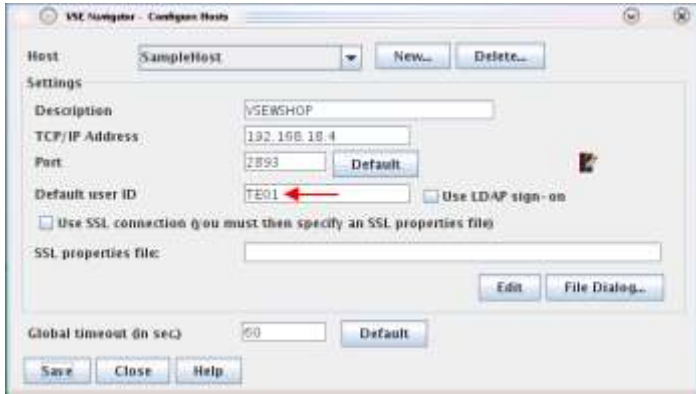 VSE Navigator - Configure Hosts
Host SampleHost New... Delete...
Settings
Description VSEWSHOP
TCP/IP Address 192.168.18.4
Port 2893 Default
Default user ID TE01 Use LDAP sign-on
Use SSL connection (you must then specify an SSL properties file)
SSL properties file:
Edit File Dialog...
Global timeout (in sec.) 60 Default
Save Close Help